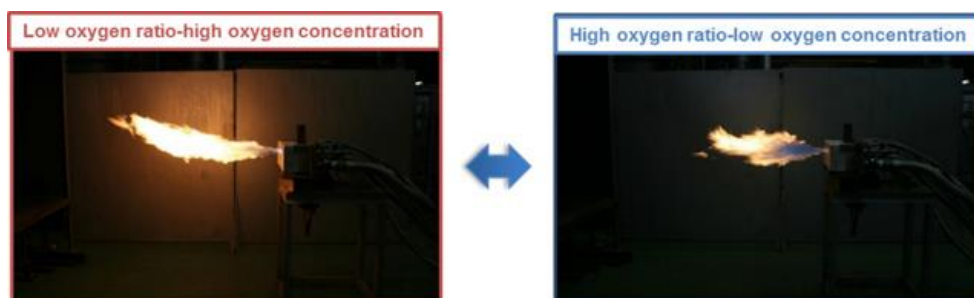 Low oxygen ratio-high oxygen concentration
High oxygen ratio-low oxygen concentration